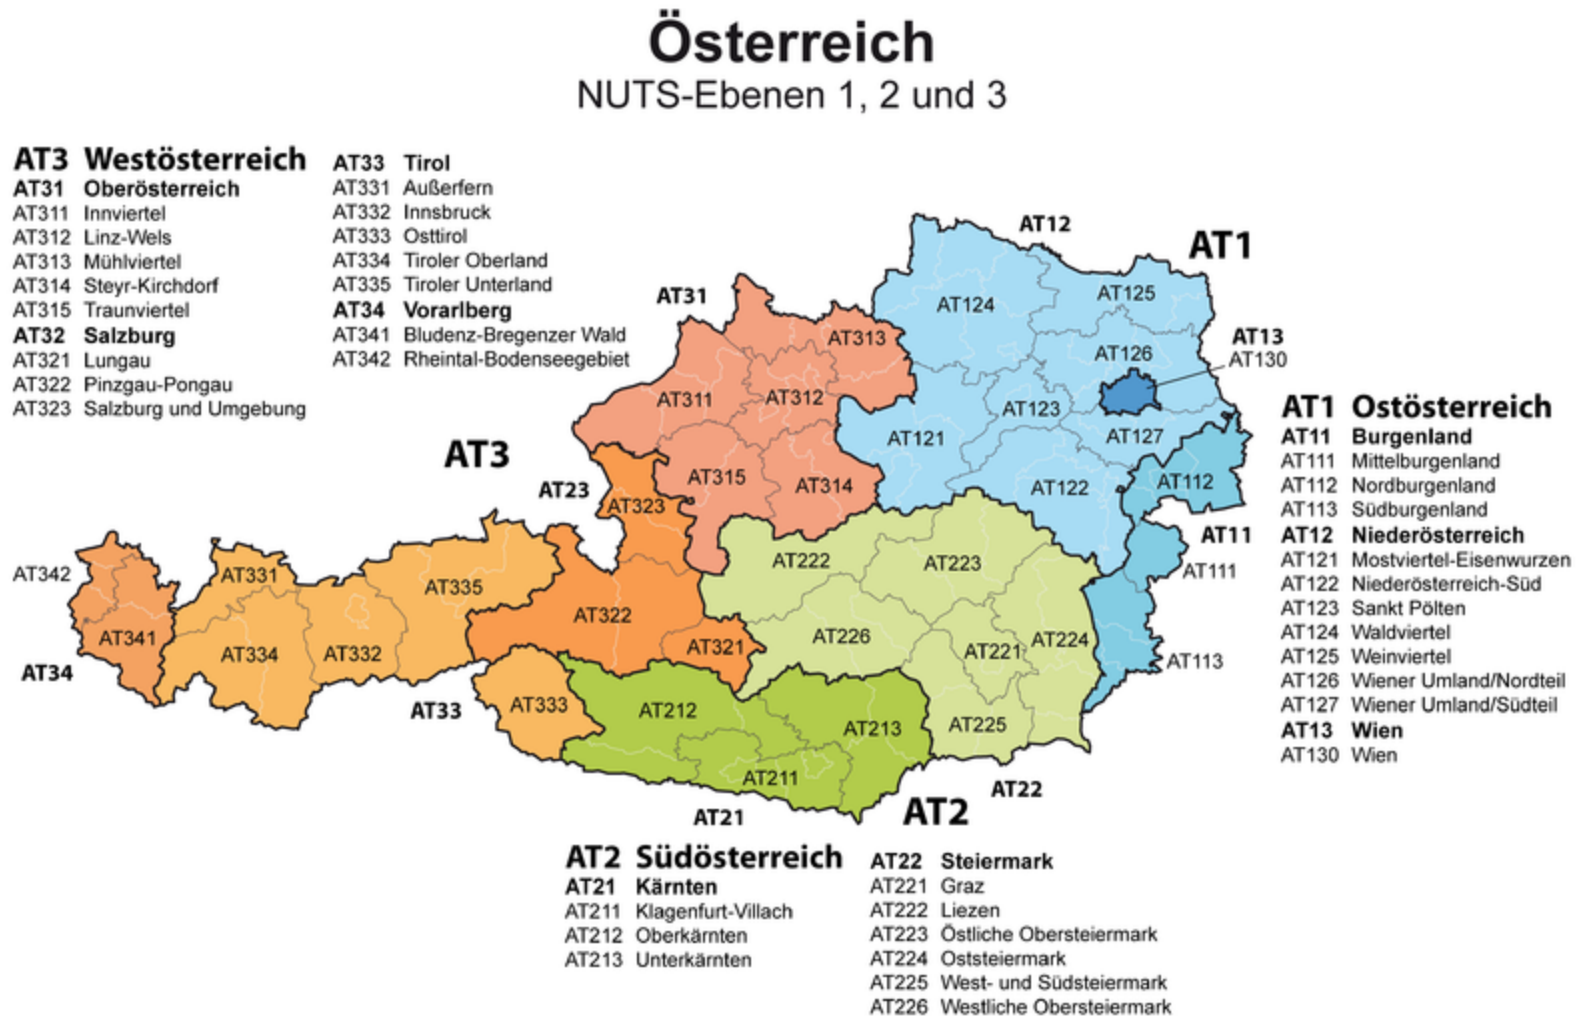 Österreich
NUTS-Ebenen 1, 2 und 3
AT3 Westösterreich
AT31 Oberösterreich
AT311 Innviertel
AT312 Linz-Wels
AT313 Mühlviertel
AT314 Steyr-Kirchdorf
AT315 Traunviertel
AT32 Salzburg
AT321 Lungau
AT322 Pinzgau-Pongau
AT323 Salzburg und Umgebung
AT33 Tirol
AT331 Außerfern
AT332 Innsbruck
AT333 Osttirol
AT334 Tiroler Oberland
AT335 Tiroler Unterland
AT34 Vorarlberg
AT341 Bludenz-Bregenzer Wald
AT342 Rheintal-Bodenseegebiet
AT12
AT1
AT31
AT124
AT125
AT313
AT13
AT130
AT126
AT311
AT312
AT123
AT121
AT127
AT3
AT23
AT315
AT314
AT122
AT112
AT323
AT11
AT222
AT223
AT111
AT342
AT331
AT335
AT322
AT226
AT224
AT341
AT334
AT332
AT321
AT221
AT113
AT34
AT33
AT333
AT212
AT213
AT225
AT211
AT22
AT21
AT2
AT1 Ostösterreich
AT11 Burgenland
AT111 Mittelburgenland
AT112 Nordburgenland
AT113 Südburgenland
AT12 Niederösterreich
AT121 Mostviertel-Eisenwurzen
AT122 Niederösterreich-Süd
AT123 Sankt Pölten
AT124 Waldviertel
AT125 Weinviertel
AT126 Wiener Umland/Nordteil
AT127 Wiener Umland/Südteil
AT13 Wien
AT130 Wien
AT2 Südösterreich
AT21 Kärnten
AT211 Klagenfurt-Villach
AT212 Oberkärnten
AT213 Unterkärnten
AT22 Steiermark
AT221 Graz
AT222 Liezen
AT223 Östliche Obersteiermark
AT224 Oststeiermark
AT225 West- und Südsteiermark
AT226 Westliche Obersteiermark